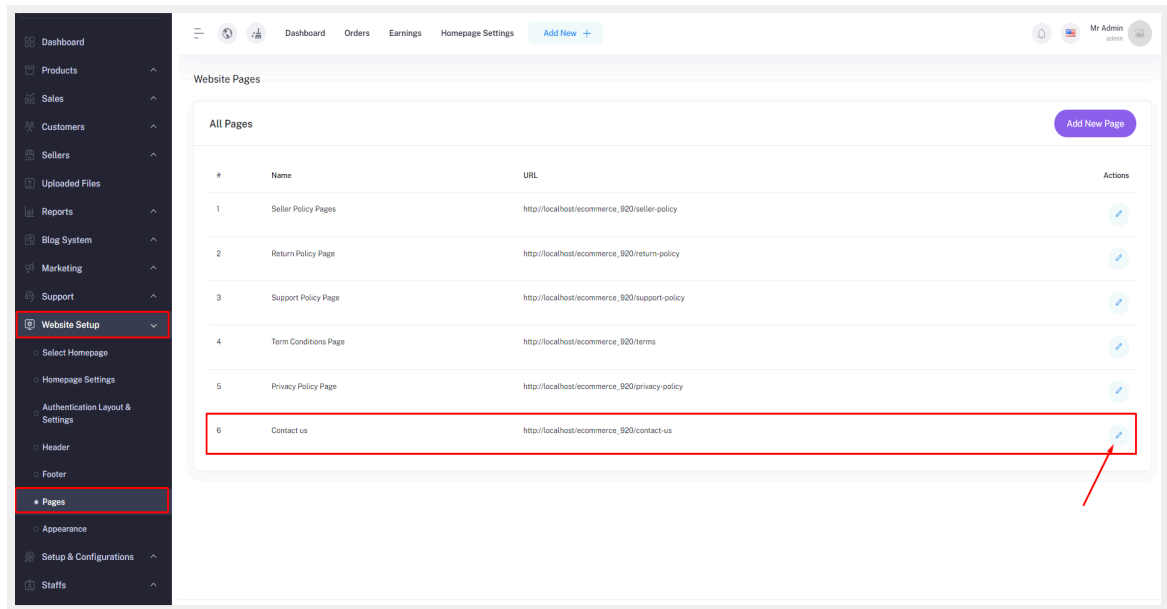 Dashboard
Products
Sales
Customers
Sellers
Uploaded Files
Reports
Blog System
Marketing
Support
Website Setup
Select Homepage
Homepage Settings
Authentication Layout &
Settings
Header
Footer
Pages
Appearance
Setup & Configurations
Staffs
Dashboard Orders Earnings Homepage Settings Add New +
Mr Admin
admin
Website Pages
All Pages Add New Page
# Name URL Actions
1 Seller Policy Pages http://localhost/ecommerce_920/seller-policy
2 Return Policy Page http://localhost/ecommerce_920/return-policy
3 Support Policy Page http://localhost/ecommerce_920/support-policy
4 Term Conditions Page http://localhost/ecommerce_920/terms
5 Privacy Policy Page http://localhost/ecommerce_920/privacy-policy
6 Contact us http://localhost/ecommerce_920/contact-us